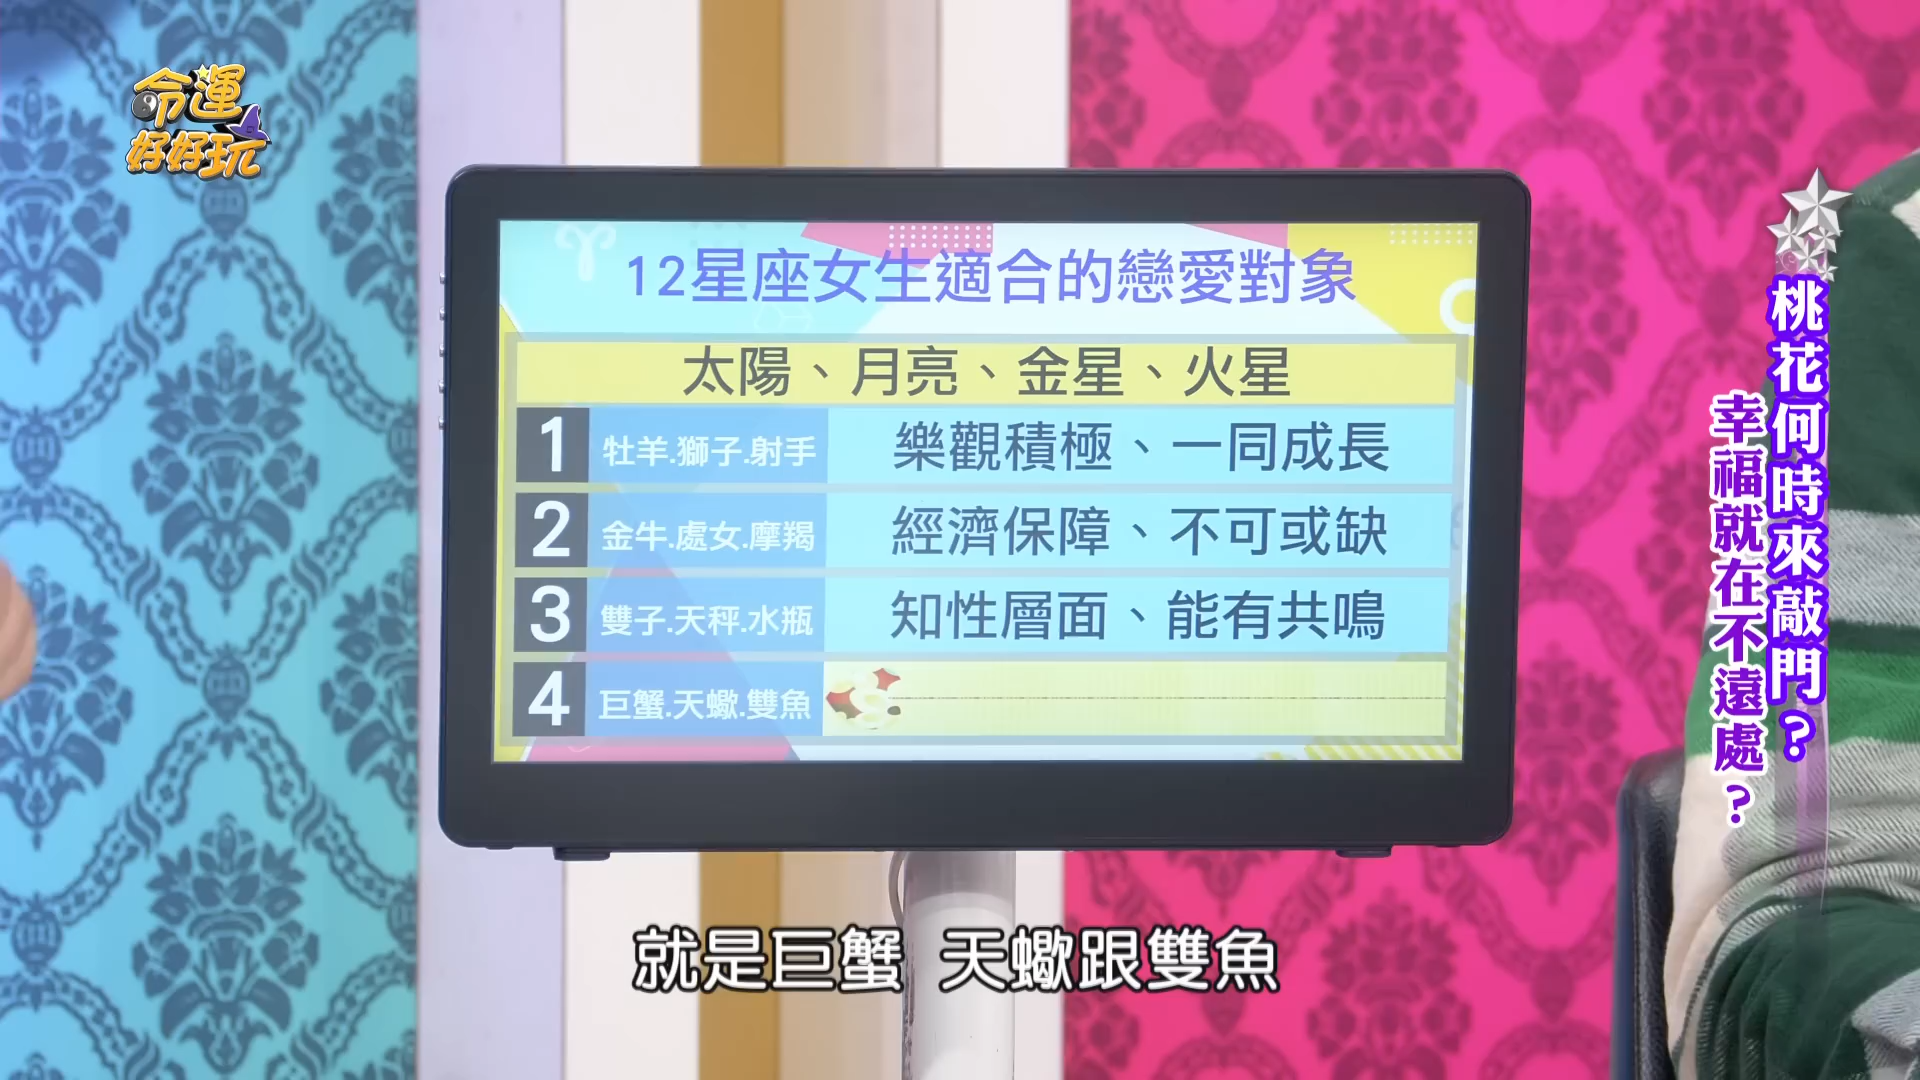 命運
好好玩
12星座女生適合的戀愛對象
太陽、月亮、金星、火星
1 牡羊.獅子.射手 樂觀積極、一同成長
2 金牛.處女.摩羯 經濟保障、不可或缺
3 雙子.天秤.水瓶 知性層面、能有共鳴
4 巨蟹.天蠍.雙魚
桃花何時來敲門?
幸福就在不遠處?
就是巨蟹 天蠍跟雙魚